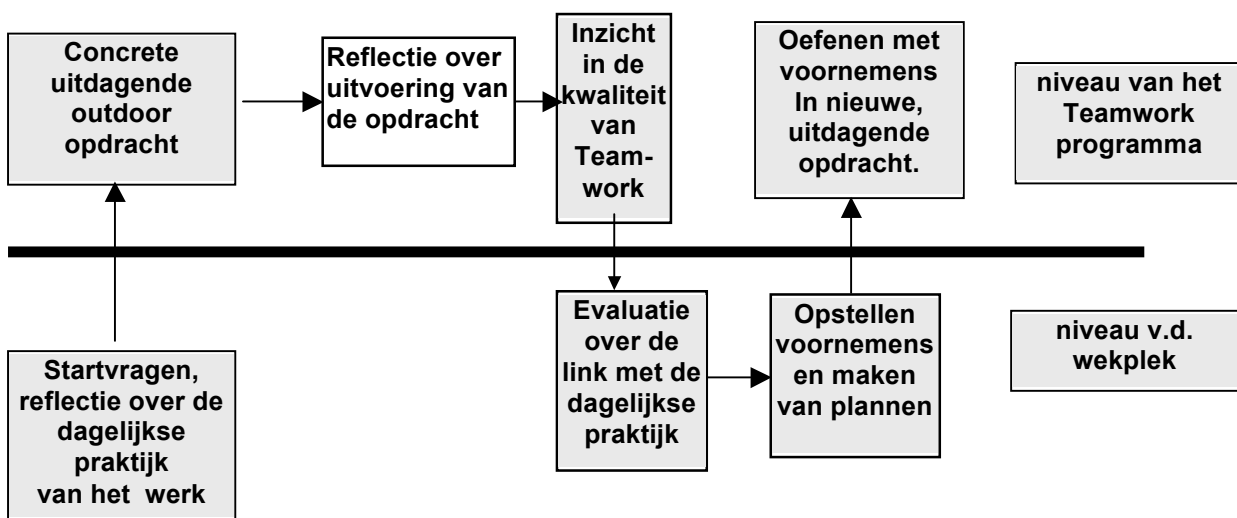 Concrete
uitdagende
outdoor
opdracht
Reflectie over
uitvoering van
de opdracht
Inzicht
in de
kwaliteit
van
Team-
work
Oefenen met
voornemens
In nieuwe,
uitdagende
opdracht.
niveau van het
Teamwork
programma
Startvragen,
reflectie over de
dagelijkse
praktijk
van het werk
Evaluatie
over de
link met de
dagelijkse
praktijk
Opstellen
voornemens
en maken
van plannen
niveau v.d.
wekplek